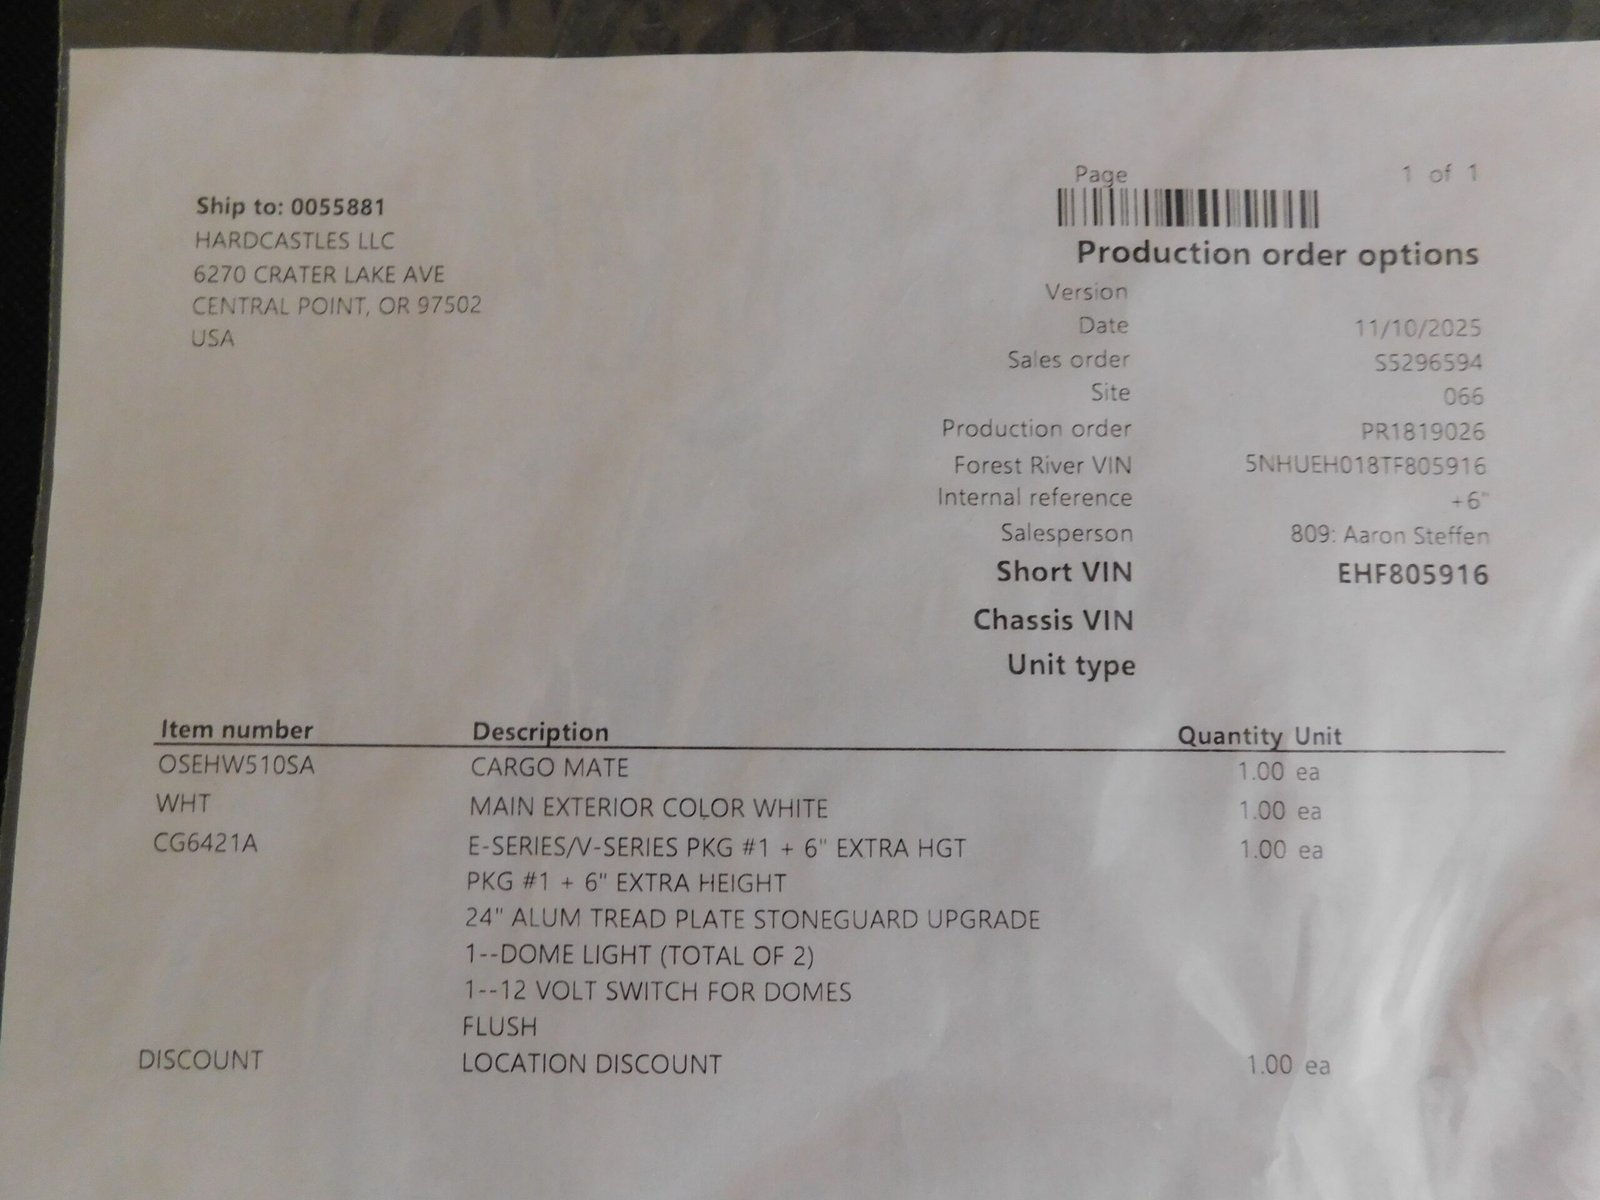 Page 1 of 1
Ship to: 0055881
HARDCASTLES LLC
6270 CRATER LAKE AVE
CENTRAL POINT, OR 97502
USA
Production order options
Version
Date 11/10/2025
Sales order S5296594
Site 066
Production order PR1819026
Forest River VIN 5NHUEH018TF805916
Internal reference +6"
Salesperson 809: Aaron Steffen
Short VIN EHF805916
Chassis VIN
Unit type
Item number Description Quantity Unit
OSEHW510SA CARGO MATE 1.00 ea
WHT MAIN EXTERIOR COLOR WHITE 1.00 ea
CG6421A E-SERIES/V-SERIES PKG #1 + 6" EXTRA HGT 1.00 ea
PKG #1 + 6" EXTRA HEIGHT
24" ALUM TREAD PLATE STONEGUARD UPGRADE
1--DOME LIGHT (TOTAL OF 2)
1--12 VOLT SWITCH FOR DOMES
FLUSH
DISCOUNT LOCATION DISCOUNT 1.00 ea